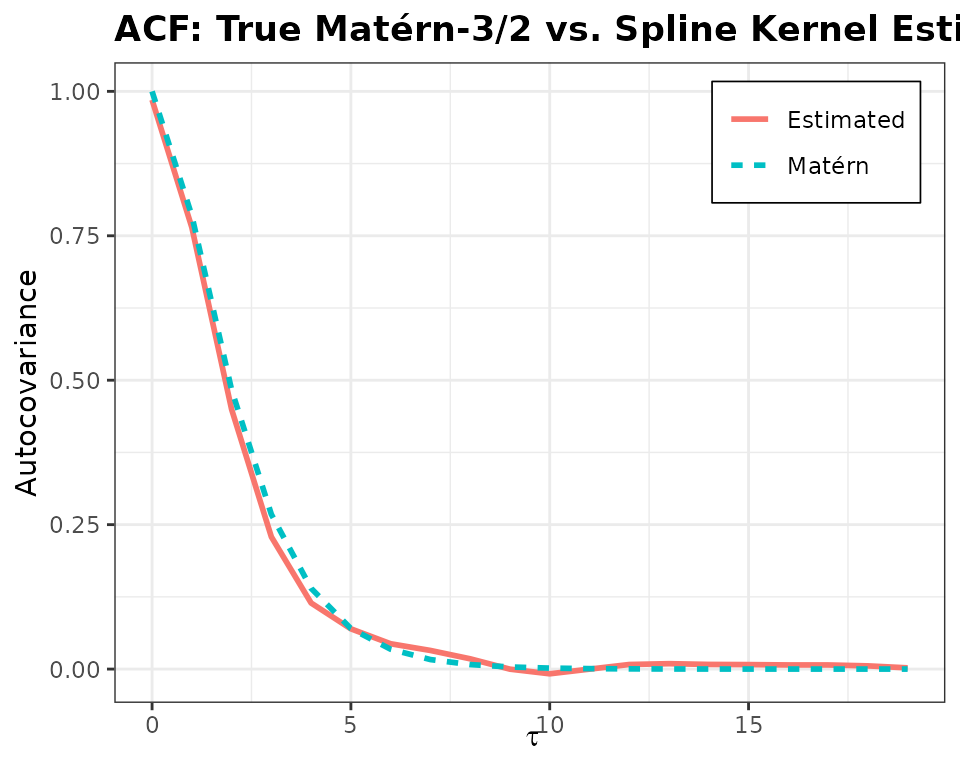 ACF: True Matérn-3/2 vs. Spline Kernel Esti
1.00
0.75
0.50
0.25
0.00
Autocovariance
Estimated
Matérn
0
5
10
15
τ